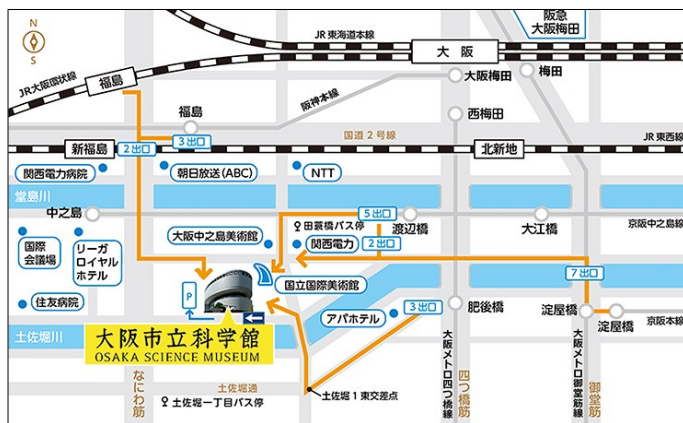 N
S
JR東海道本線
阪急
大阪梅田
大阪
JR大阪環状線
福島
阪神本線
大阪梅田
梅田
福島
西梅田
3出口
国道2号線
JR東西線
新福島
2出口
北新地
関西電力病院
朝日放送(ABC)
NTT
堂島川
中之島
5出口
渡辺橋
大江橋
京阪中之島線
田蓑橋バス停
大阪中之島美術館
関西電力
2出口
国際
会議場
リーガ
ロイヤル
ホテル
7出口
国立国際美術館
P
住友病院
3出口
肥後橋
アパホテル
淀屋橋
淀屋橋
京阪本線
土佐堀川
大阪市立科学館
OSAKA SCIENCE MUSEUM
なにわ筋
大阪メトロ四つ橋線
四つ橋筋
大阪メトロ御堂筋線
御堂筋
土佐堀通
土佐堀1東交差点
土佐堀一丁目バス停